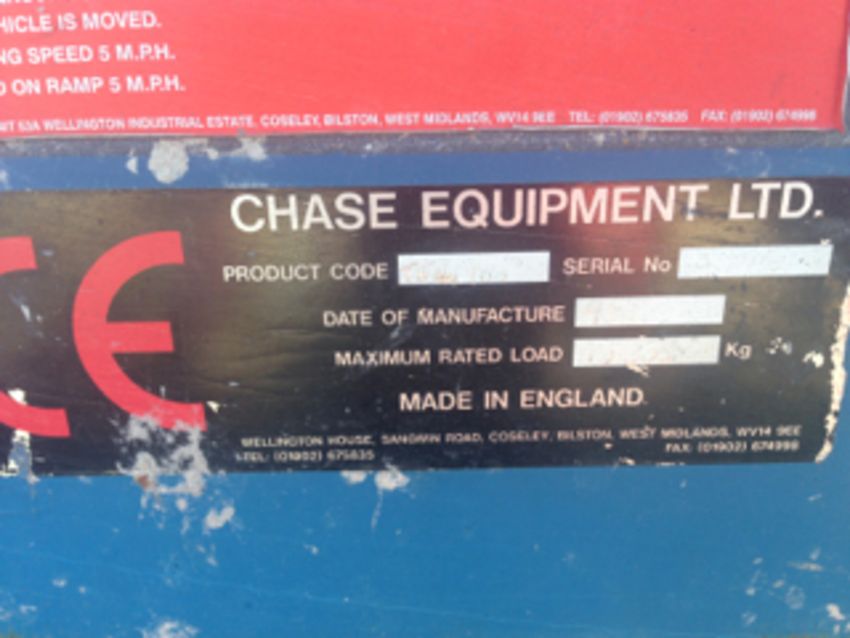 HICLE IS MOVED.
NG SPEED 5 M.P.H.
ON RAMP 5 M.P.H.
53A WELLINGTON INDUSTRIAL ESTATE, COSELEY, BILSTON, WEST MIDLANDS, WV14 9EE TEL: (01902) 675835 FAX: (01902) 674998
CHASE EQUIPMENT LTD.
CE
PRODUCT CODE SERIAL No
DATE OF MANUFACTURE
MAXIMUM RATED LOAD Kg
MADE IN ENGLAND
WELLINGTON HOUSE, ROAD, COSELEY, BILSTON, WEST MIDLANDS, WV14 9EE
TEL: (01902) 675835 FAX: (01902) 674998